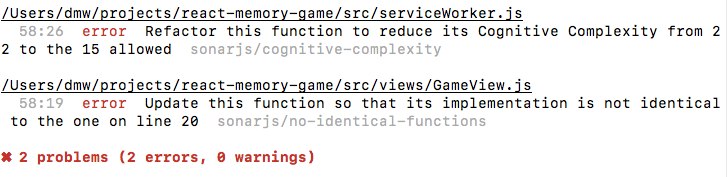 /Users/dmw/projects/react-memory-game/src/serviceWorker.js
58:26 error Refactor this function to reduce its Cognitive Complexity from 2
2 to the 15 allowed sonarjs/cognitive-complexity
/Users/dmw/projects/react-memory-game/src/views/GameView.js
58:19 error Update this function so that its implementation is not identical
to the one on line 20 sonarjs/no-identical-functions
✖ 2 problems (2 errors, 0 warnings)